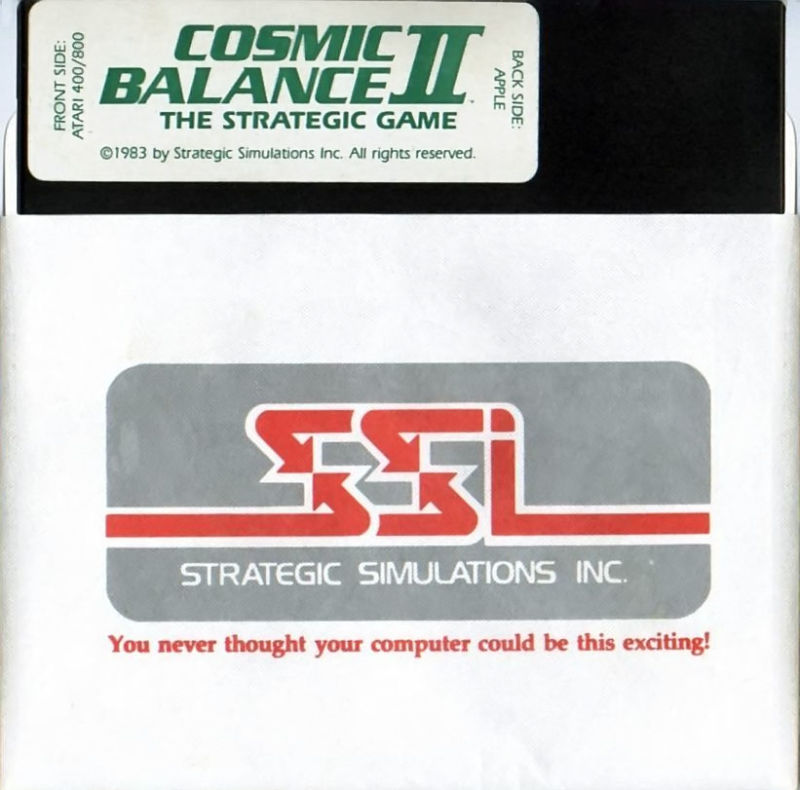 FRONT SIDE:
ATARI 400/800
COSMIC
BALANCE II™
THE STRATEGIC GAME
©1983 by Strategic Simulations Inc. All rights reserved.
BACK SIDE:
APPLE
SSi
STRATEGIC SIMULATIONS INC.
You never thought your computer could be this exciting!